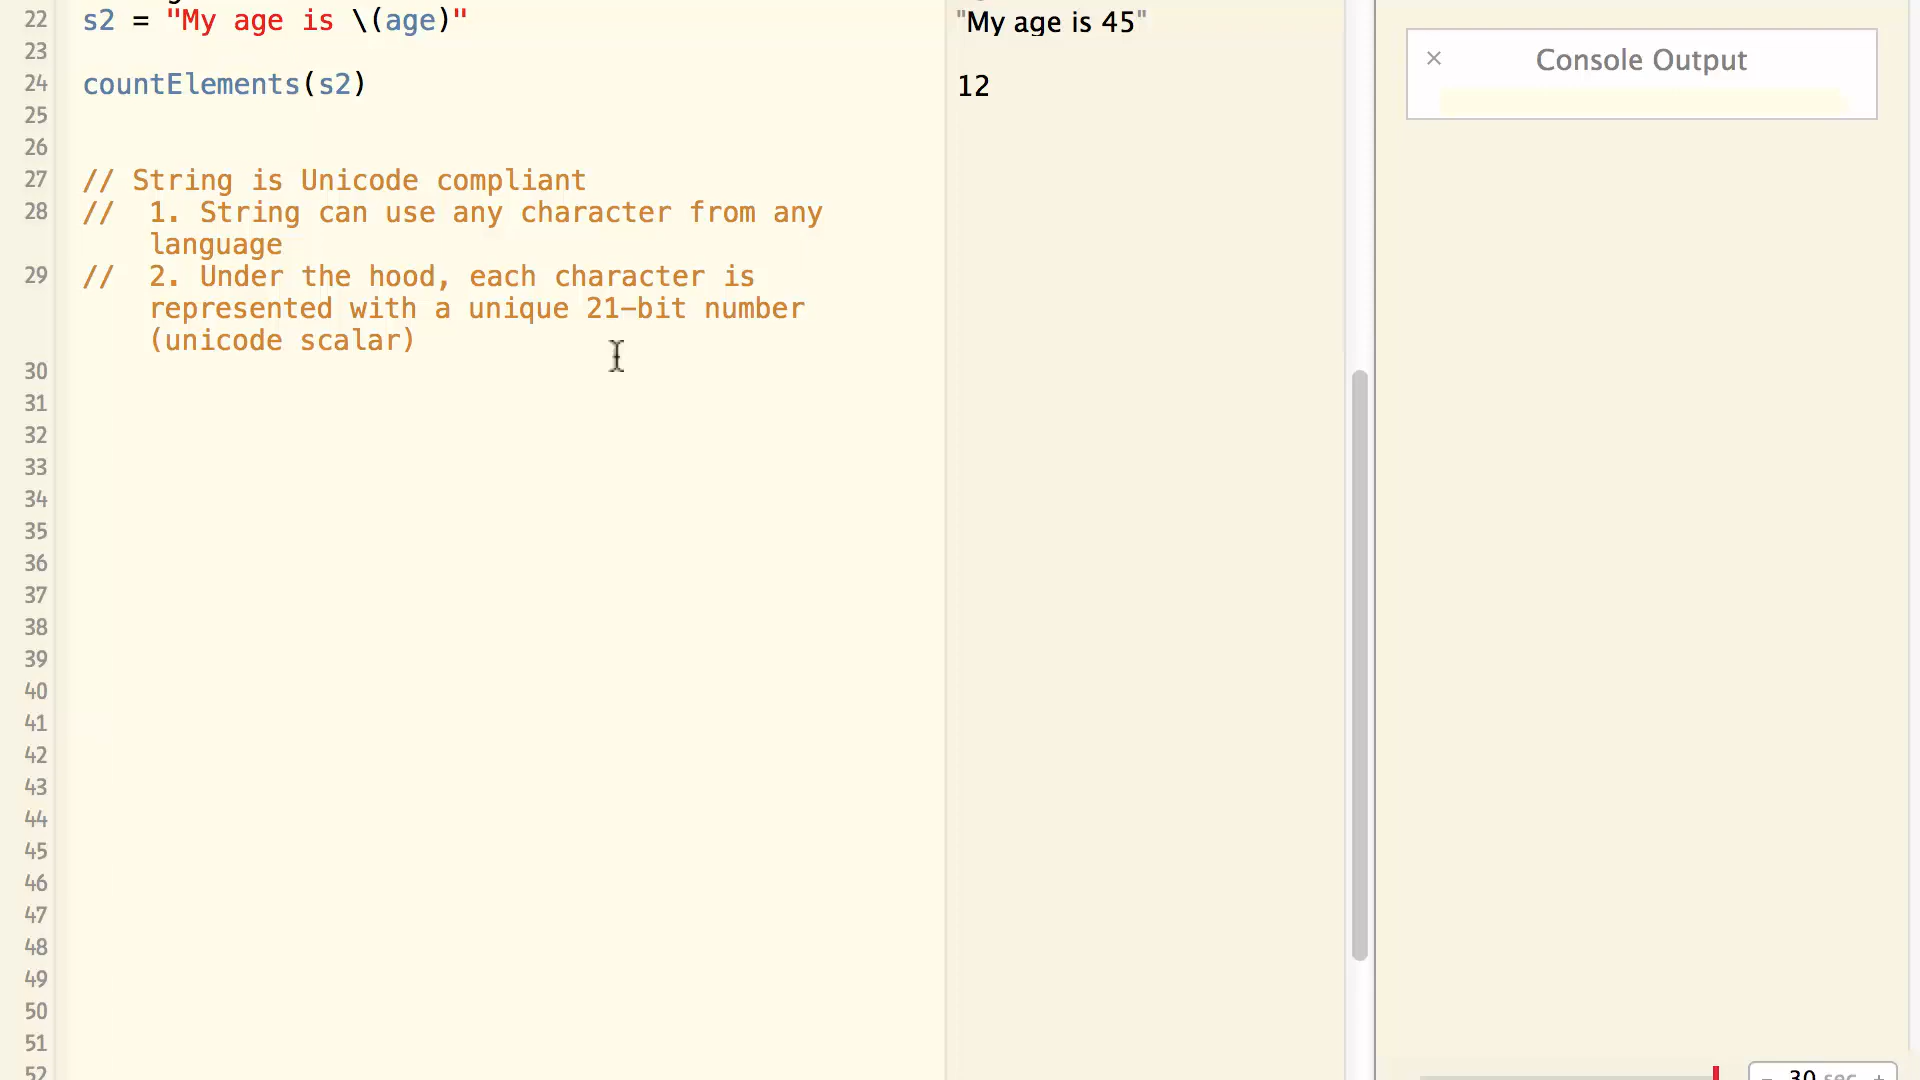 22 s2 = "My age is \(age)" "My age is 45"
23
24 countElements(s2) 12
25
26
27 // String is Unicode compliant
28 // 1. String can use any character from any
language
29 // 2. Under the hood, each character is
represented with a unique 21-bit number
(unicode scalar)
30
31
32
33
34
35
36
37
38
39
40
41
42
43
44
45
46
47
48
49
50
51
52
× Console Output
- 30 sec +